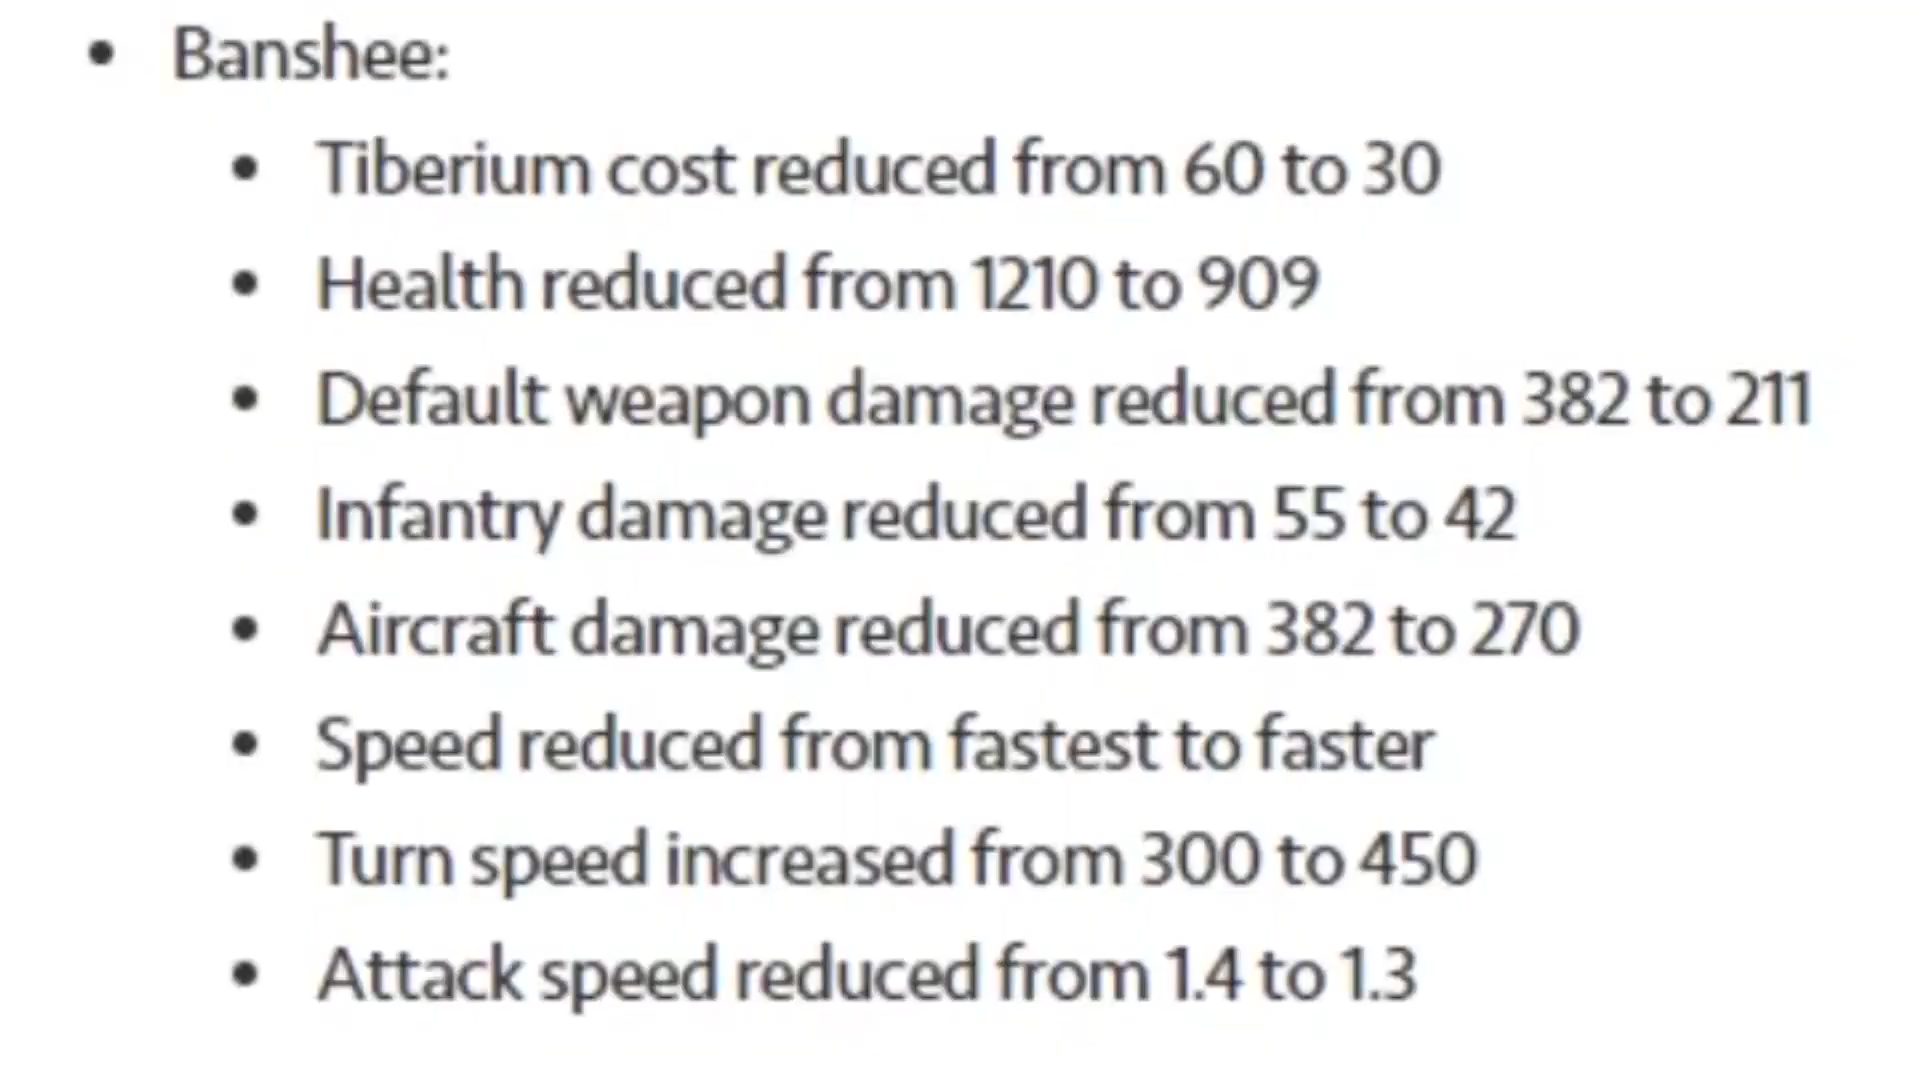 • Banshee:
• Tiberium cost reduced from 60 to 30
• Health reduced from 1210 to 909
• Default weapon damage reduced from 382 to 211
• Infantry damage reduced from 55 to 42
• Aircraft damage reduced from 382 to 270
• Speed reduced from fastest to faster
• Turn speed increased from 300 to 450
• Attack speed reduced from 1.4 to 1.3